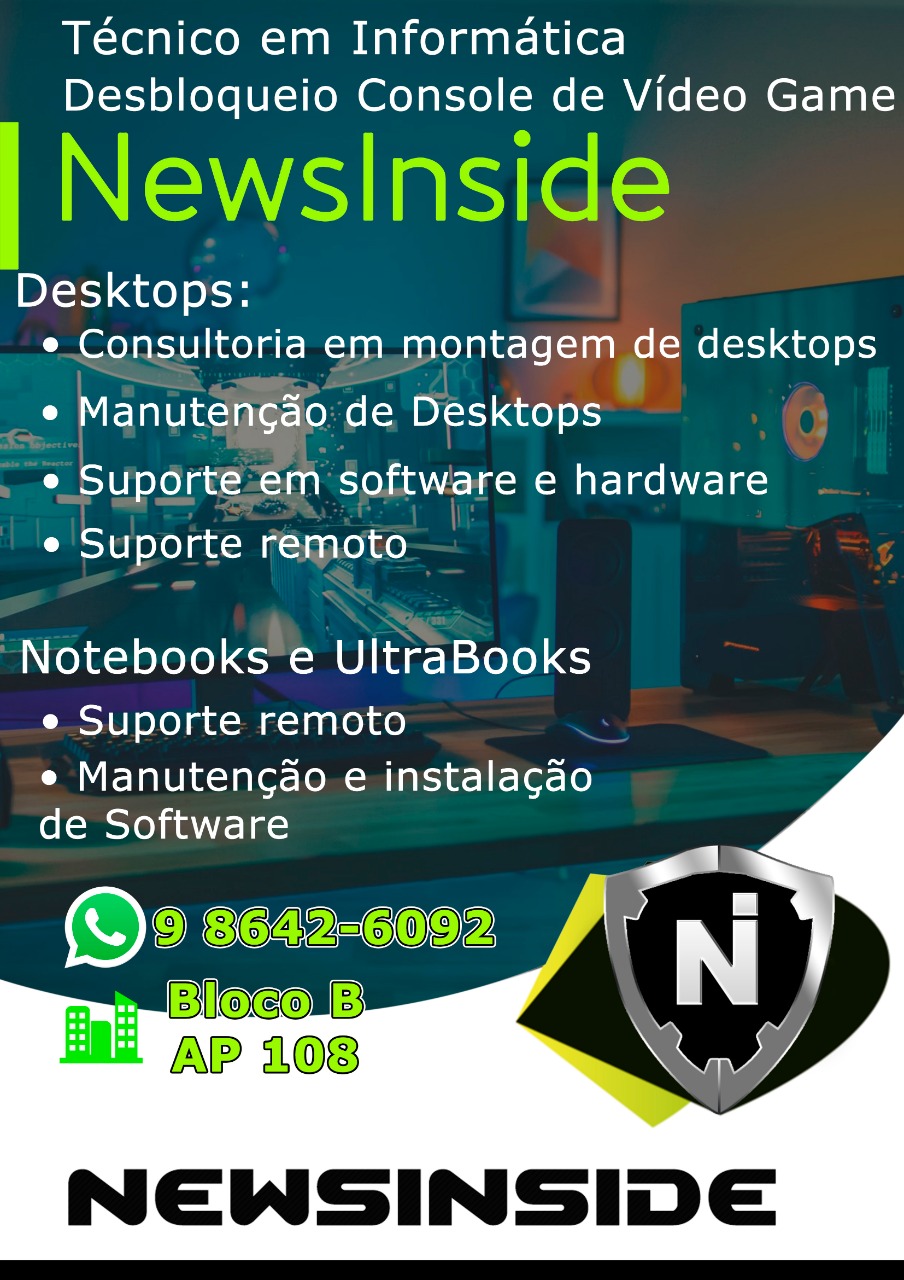 Técnico em Informática
Desbloqueio Console de Vídeo Game
NewsInside
Desktops:
• Consultoria em montagem de desktops
• Manutenção de Desktops
• Suporte em software e hardware
• Suporte remoto
Notebooks e UltraBooks
• Suporte remoto
• Manutenção e instalação
de Software
9 8642-6092
Bloco B
AP 108
Ni
NEWSINSIDE